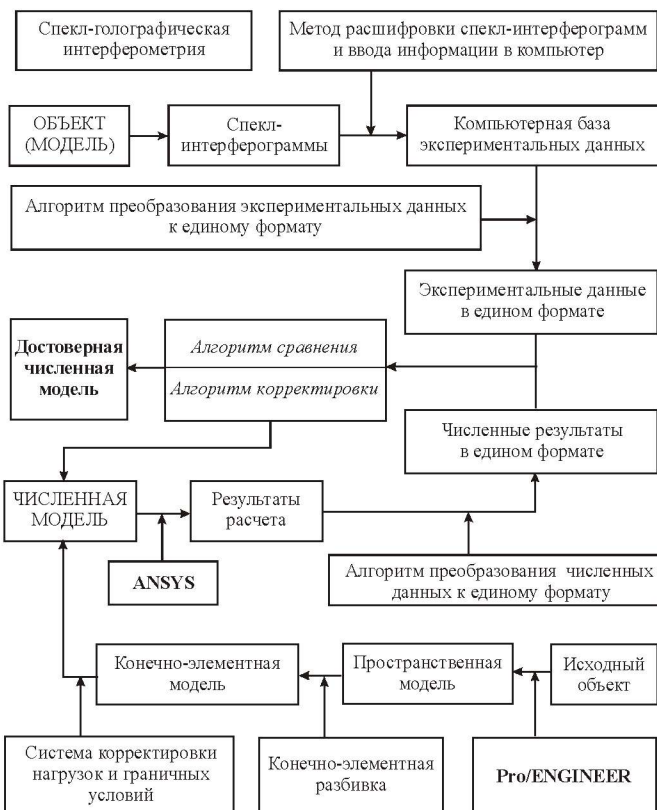 Спекл-голографическая
интерферометрия
Метод расшифровки спекл-интерферограмм
и ввода информации в компьютер
ОБЪЕКТ
(МОДЕЛЬ)
Спекл-
интерферограммы
Компьютерная база
экспериментальных данных
Алгоритм преобразования экспериментальных данных
к единому формату
Экспериментальные данные
в едином формате
Достоверная
численная
модель
Алгоритм сравнения
Алгоритм корректировки
Численные результаты
в едином формате
ЧИСЛЕННАЯ
МОДЕЛЬ
Результаты
расчета
ANSYS
Алгоритм преобразования численных
данных к единому формату
Конечно-элементная
модель
Пространственная
модель
Исходный
объект
Система корректировки
нагрузок и граничных
условий
Конечно-элементная
разбивка
Pro/ENGINEER